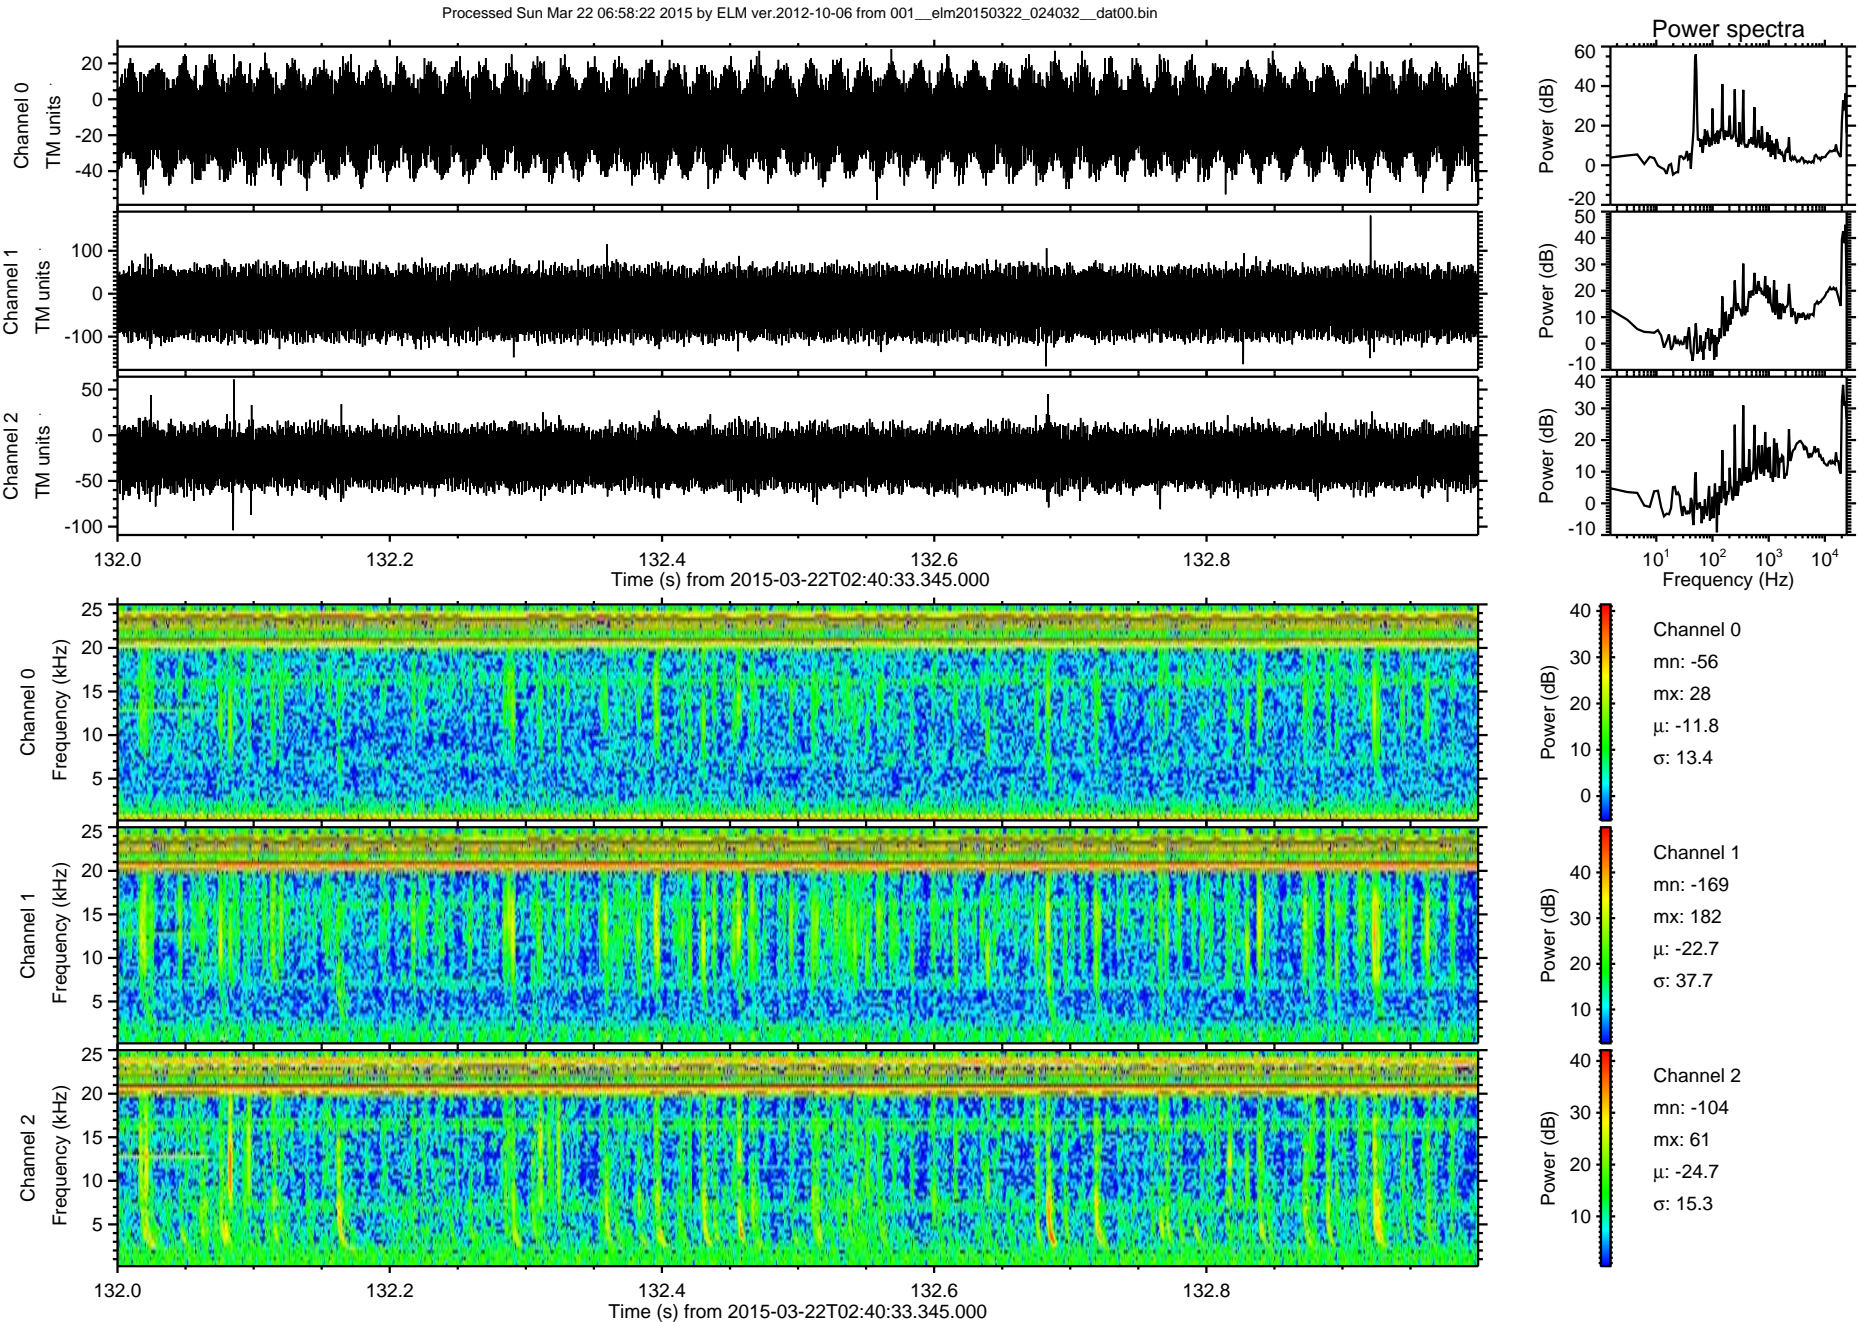 Processed Sun Mar 22 06:58:22 2015 by ELM ver.2012-10-06 from 001__elm20150322_024032__dat00.bin
Power spectra
Channel 0
TM units
20
0
-20
-40
Power (dB)
60
40
20
0
-20
Channel 1
TM units
100
0
-100
Power (dB)
50
40
30
20
10
0
-10
Channel 2
TM units
50
0
-50
-100
Power (dB)
40
30
20
10
0
-10
132.0 132.2 132.4 132.6 132.8
Time (s) from 2015-03-22T02:40:33.345.000
10¹ 10² 10³ 10⁴
Frequency (Hz)
Channel 0
Frequency (kHz)
25
20
15
10
5
Power (dB)
40
30
20
10
0
Channel 0
mn: -56
mx: 28
μ: -11.8
σ: 13.4
Channel 1
Frequency (kHz)
25
20
15
10
5
Power (dB)
40
30
20
10
Channel 1
mn: -169
mx: 182
μ: -22.7
σ: 37.7
Channel 2
Frequency (kHz)
25
20
15
10
5
Power (dB)
40
30
20
10
Channel 2
mn: -104
mx: 61
μ: -24.7
σ: 15.3
132.0 132.2 132.4 132.6 132.8
Time (s) from 2015-03-22T02:40:33.345.000